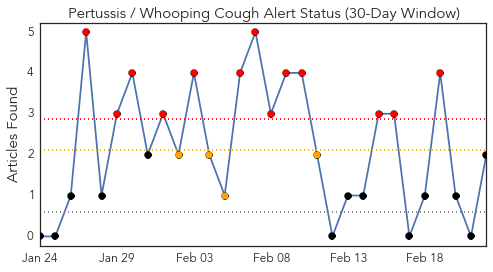 Pertussis / Whooping Cough Alert Status (30-Day Window)
Articles Found
5
4
3
2
1
0
Jan 24 Jan 29 Feb 03 Feb 08 Feb 13 Feb 18